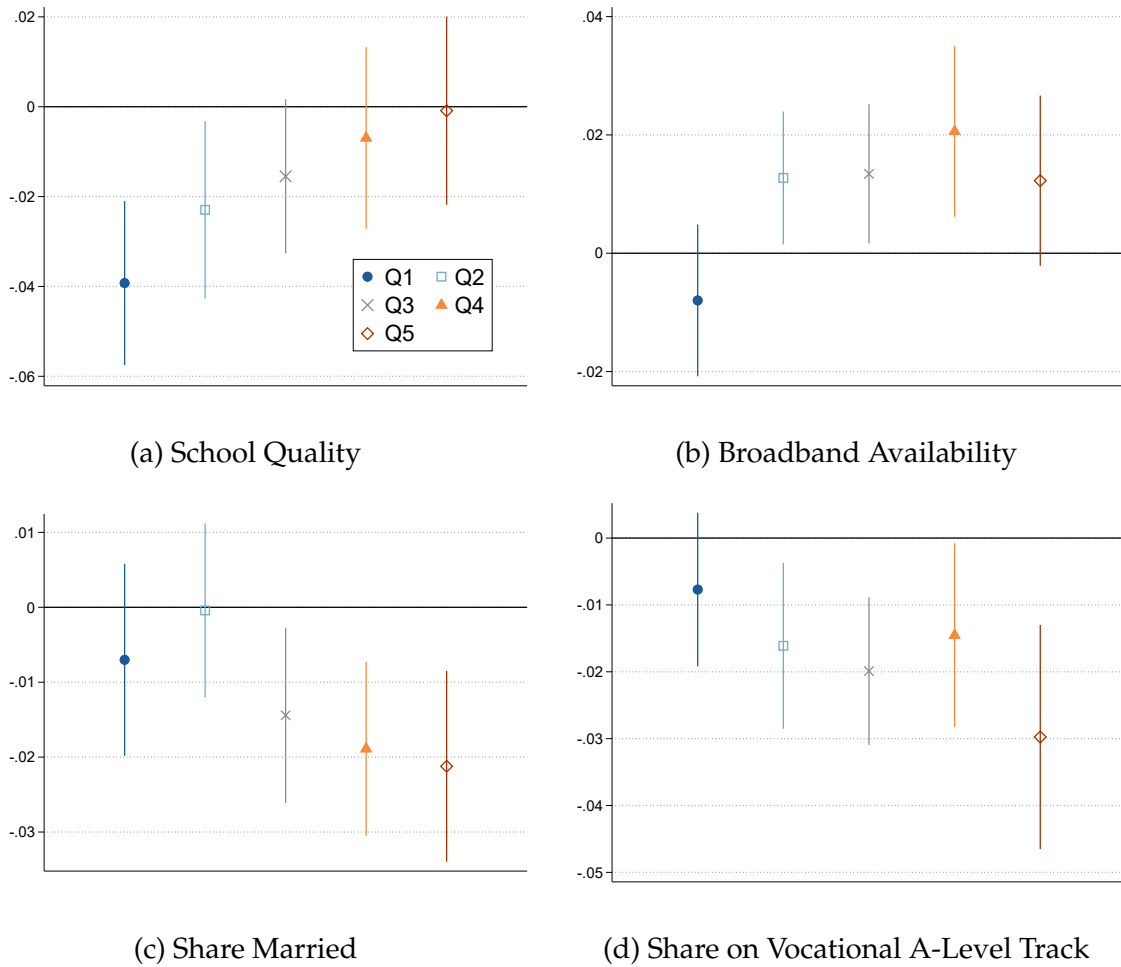 .02
0
-.02
-.04
-.06
Q1 Q2
Q3 Q4
Q5
(a) School Quality
.04
.02
0
-.02
(b) Broadband Availability
.01
0
-.01
-.02
-.03
(c) Share Married
0
-.01
-.02
-.03
-.04
-.05
(d) Share on Vocational A-Level Track